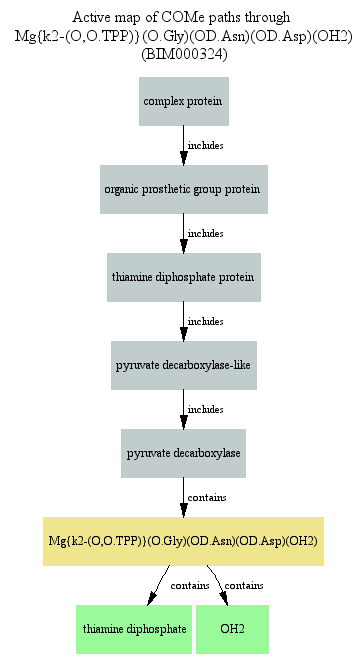 Active map of COMe paths through
Mg{k2-(O,O.TPP)}(O.Gly)(OD.Asn)(OD.Asp)(OH2)
(BIM000324)
complex protein
includes
organic prosthetic group protein
includes
thiamine diphosphate protein
includes
pyruvate decarboxylase-like
includes
pyruvate decarboxylase
contains
Mg{k2-(O,O.TPP)}(O.Gly)(OD.Asn)(OD.Asp)(OH2)
contains contains
thiamine diphosphate OH2